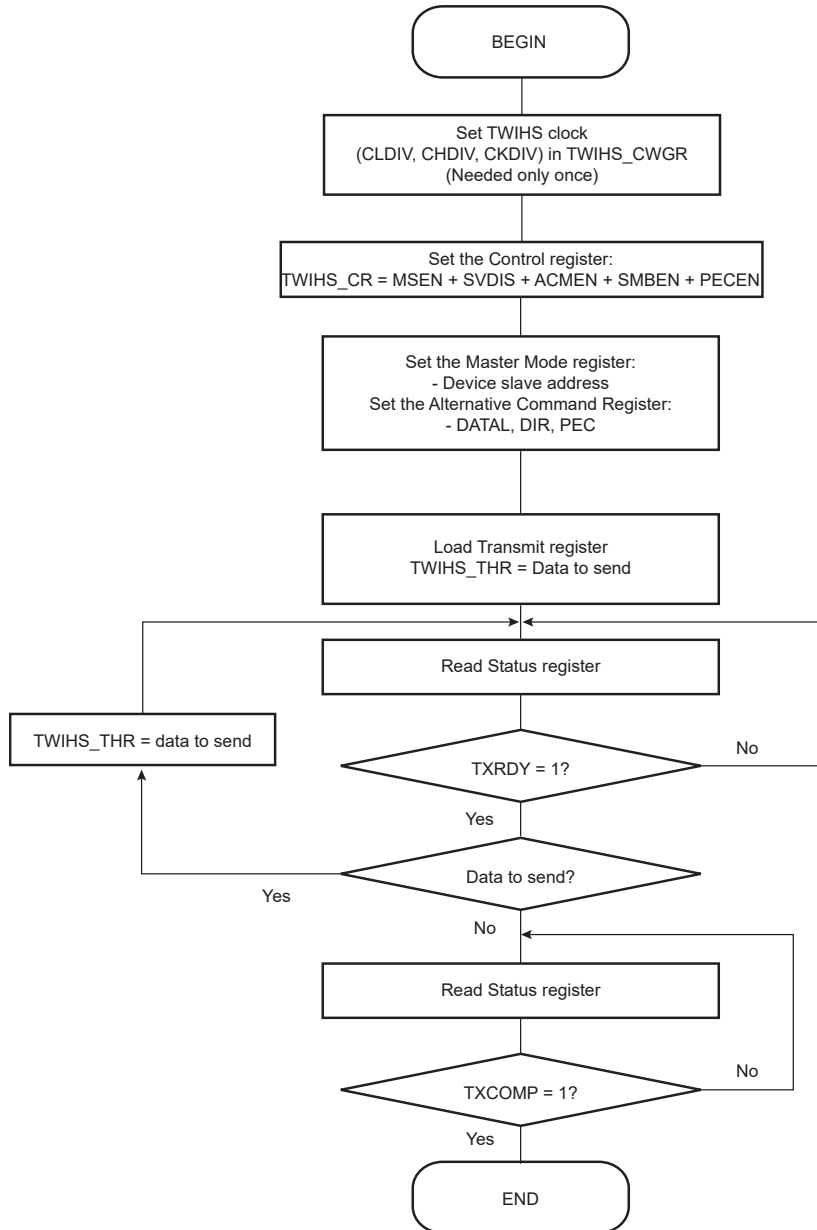 BEGIN
Set TWIHS clock
(CLDIV, CHDIV, CKDIV) in TWIHS_CWGR
(Needed only once)
Set the Control register:
TWIHS_CR = MSEN + SVDIS + ACMEN + SMBEN + PECEN
Set the Master Mode register:
- Device slave address
Set the Alternative Command Register:
- DATAL, DIR, PEC
Load Transmit register
TWIHS_THR = Data to send
Read Status register
TWIHS_THR = data to send
TXRDY = 1?
No
Yes
Data to send?
Yes
No
Read Status register
TXCOMP = 1?
No
Yes
END